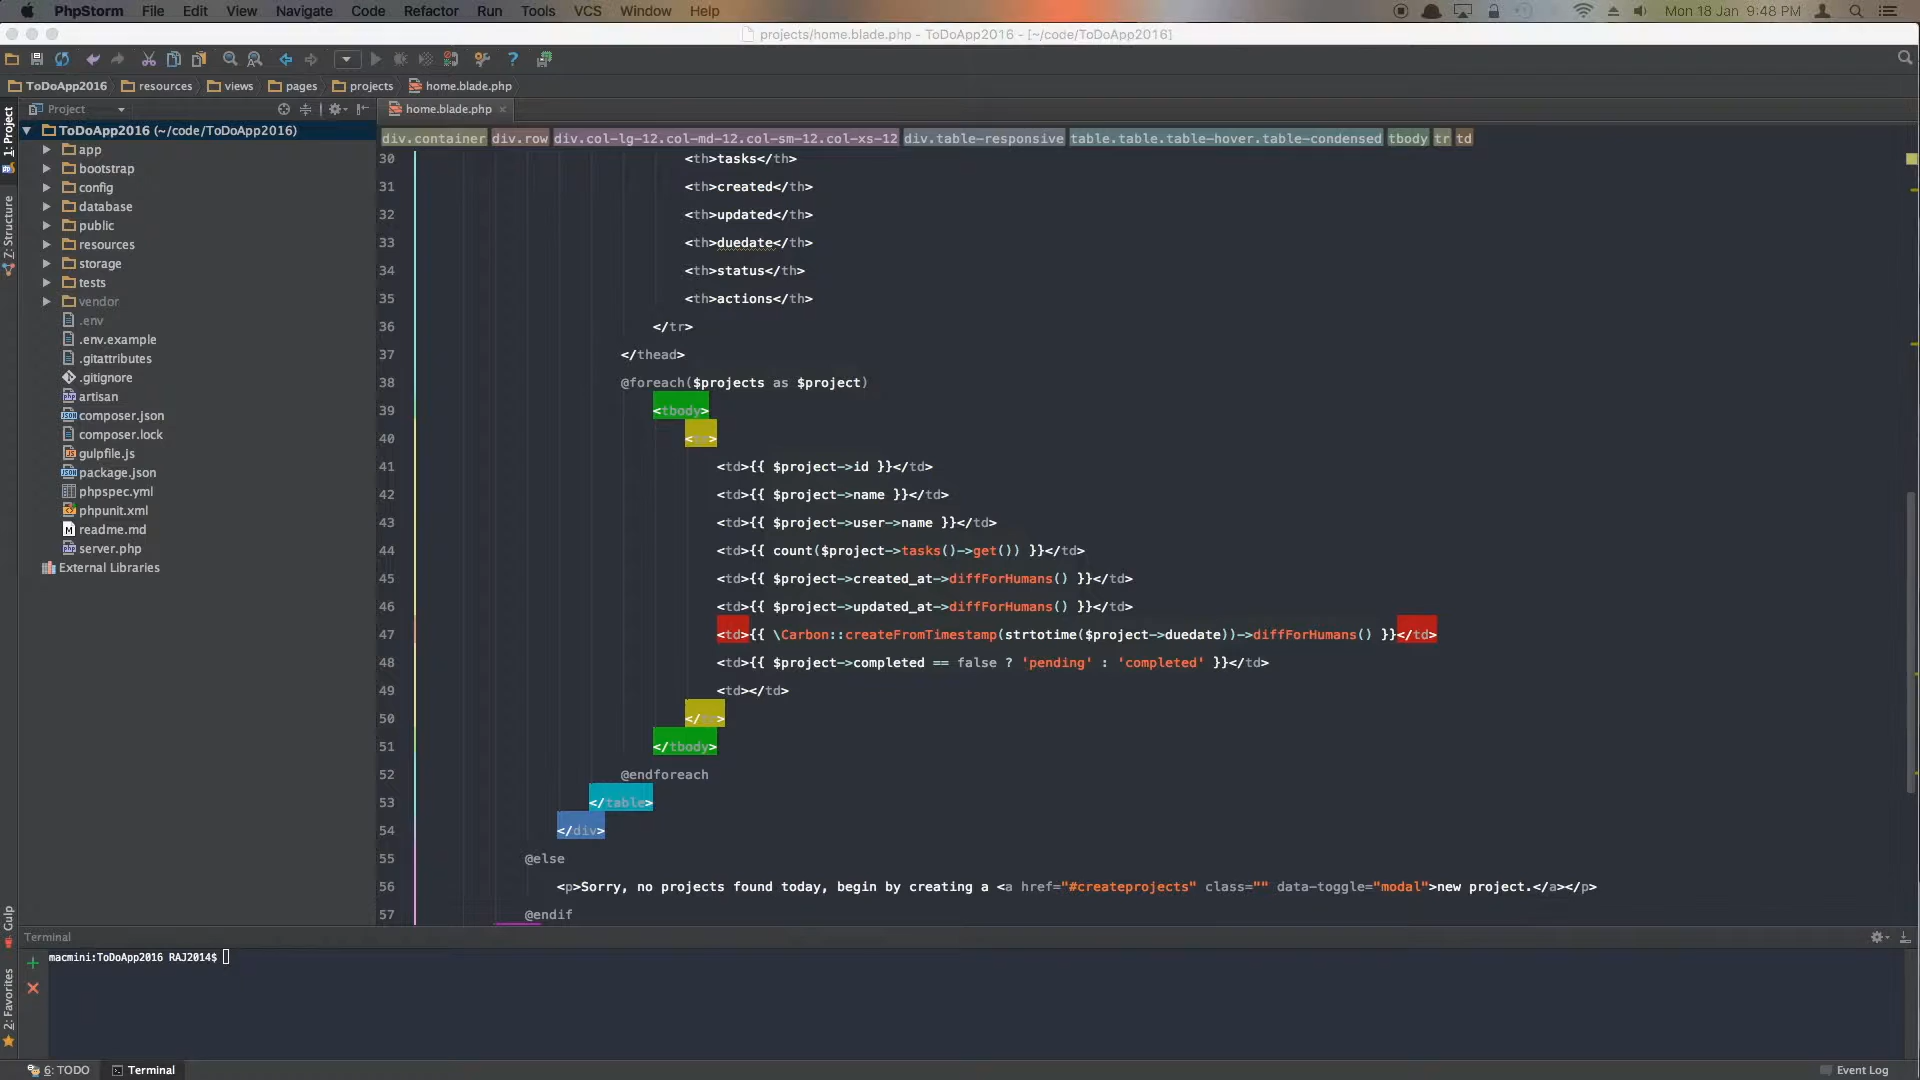 PhpStorm File Edit View Navigate Code Refactor Run Tools VCS Window Help Mon 18 Jan 9:48 PM
projects/home.blade.php - ToDoApp2016 - [~/code/ToDoApp2016]
ToDoApp2016 resources views pages projects home.blade.php
Project
home.blade.php ×
1: Project
Z: Structure
Gulp
2: Favorites
ToDoApp2016 (~/code/ToDoApp2016)
app
bootstrap
config
database
public
resources
storage
tests
vendor
.env
.env.example
.gitattributes
.gitignore
artisan
composer.json
composer.lock
gulpfile.js
package.json
phpspec.yml
phpunit.xml
readme.md
server.php
External Libraries
div.container div.row div.col-lg-12.col-md-12.col-sm-12.col-xs-12 div.table-responsive table.table.table-hover.table-condensed tbody tr td
30 <th>tasks</th>
31 <th>created</th>
32 <th>updated</th>
33 <th>duedate</th>
34 <th>status</th>
35 <th>actions</th>
36 </tr>
37 </thead>
38 @foreach($projects as $project)
39 <tbody>
40 <tr>
41 <td>{{ $project->id }}</td>
42 <td>{{ $project->name }}</td>
43 <td>{{ $project->user->name }}</td>
44 <td>{{ count($project->tasks()->get()) }}</td>
45 <td>{{ $project->created_at->diffForHumans() }}</td>
46 <td>{{ $project->updated_at->diffForHumans() }}</td>
47 <td>{{ \Carbon::createFromTimestamp(strtotime($project->duedate))->diffForHumans() }}</td>
48 <td>{{ $project->completed == false ? 'pending' : 'completed' }}</td>
49 <td></td>
50 </tr>
51 </tbody>
52 @endforeach
53 </table>
54 </div>
55 @else
56 <p>Sorry, no projects found today, begin by creating a <a href="#createprojects" class="" data-toggle="modal">new project.</a></p>
57 @endif
Terminal
macmini:ToDoApp2016 RAJ2014$
6: TODO Terminal Event Log